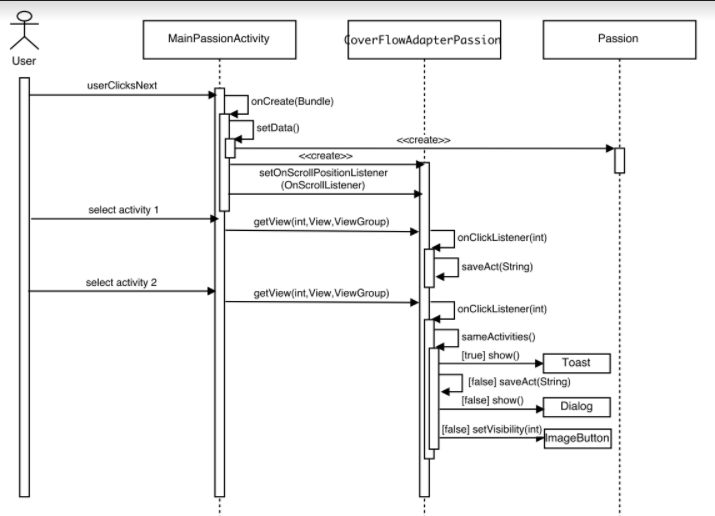 User
MainPassionActivity
CoverFlowAdapterPassion
Passion
userClicksNext
onCreate(Bundle)
setData()
<<create>>
<<create>>
setOnScrollPositionListener
(OnScrollListener)
select activity 1
getView(int,View,ViewGroup)
onClickListener(int)
saveAct(String)
select activity 2
getView(int,View,ViewGroup)
onClickListener(int)
sameActivities()
[true] show()
Toast
[false] saveAct(String)
[false] show()
Dialog
[false] setVisibility(int)
ImageButton